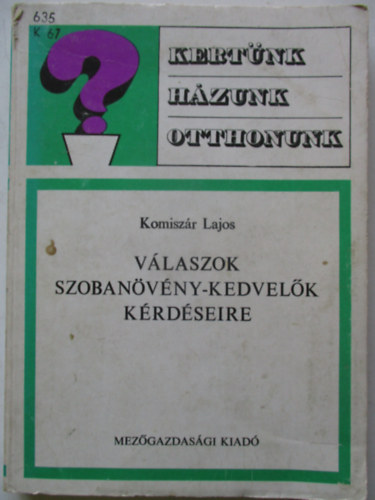 635
K 67
KERTÜNK
HÁZUNK
OTTHONUNK
Komiszár Lajos
VÁLASZOK
SZOBANÖVÉNY-KEDVELŐK
KÉRDÉSEIRE
MEZŐGAZDASÁGI KIADÓ